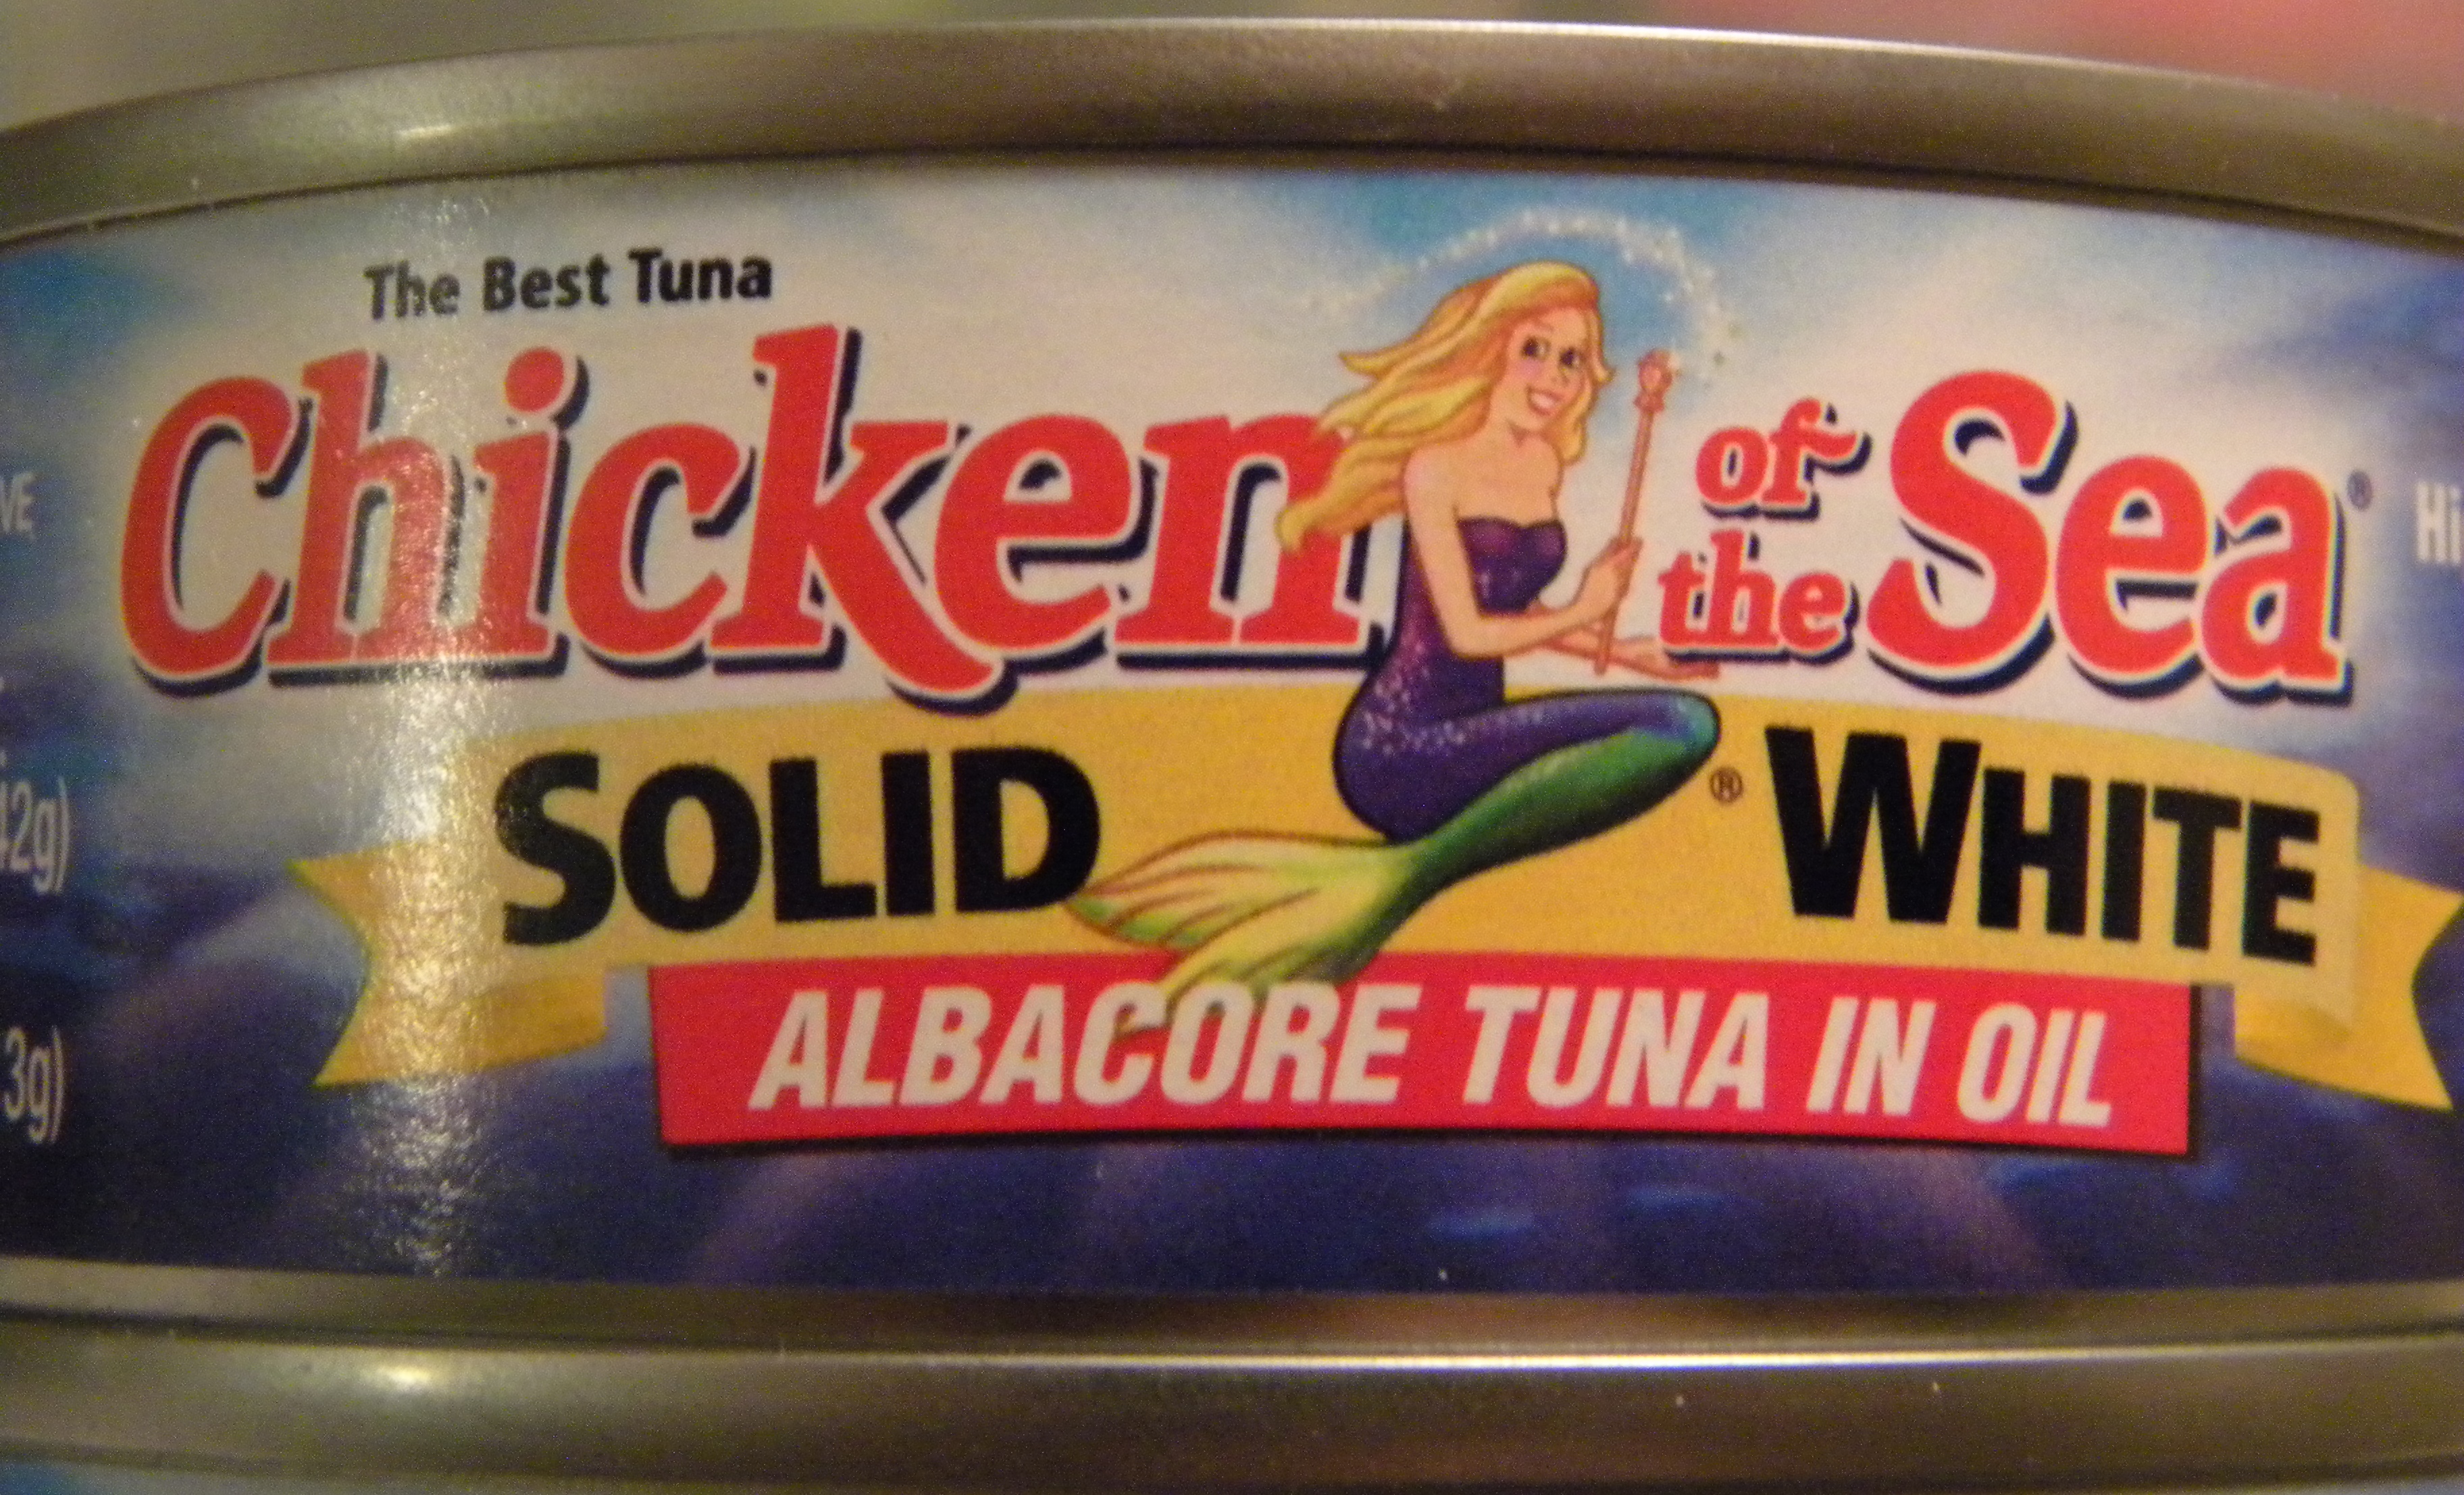 The Best Tuna
Chicken of the Sea®
SOLID ® WHITE
ALBACORE TUNA IN OIL